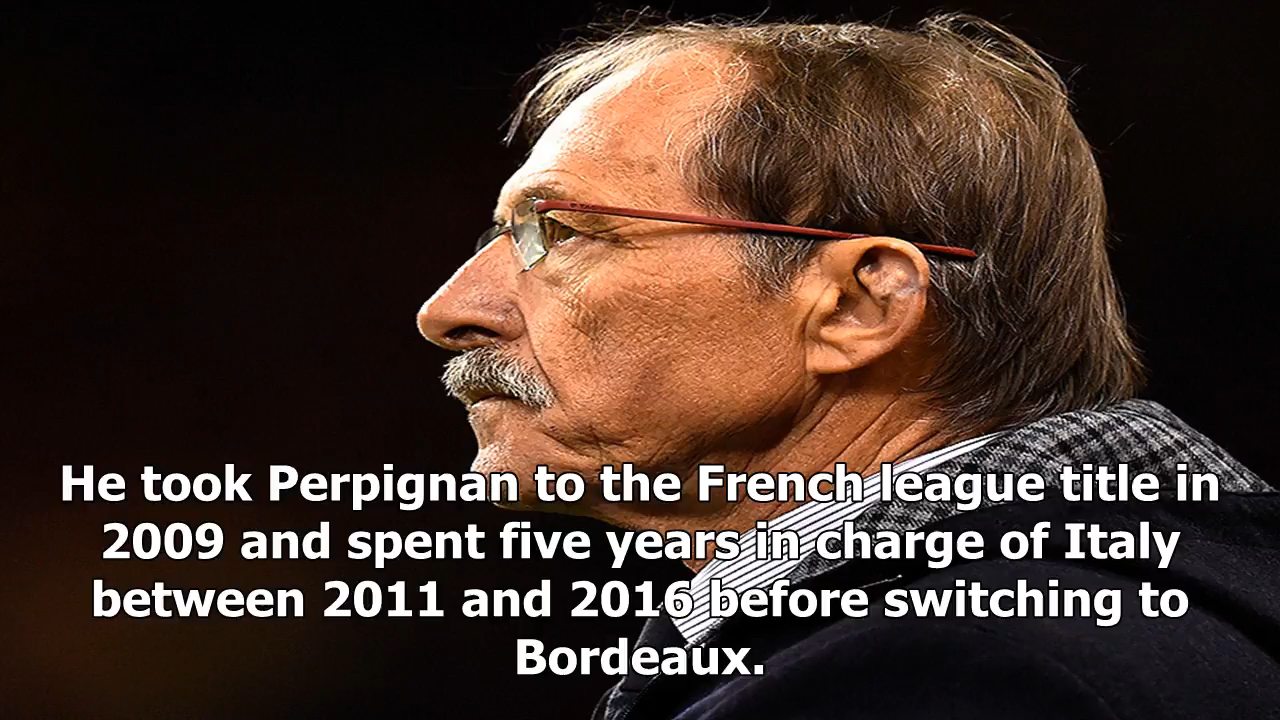 He took Perpignan to the French league title in
2009 and spent five years in charge of Italy
between 2011 and 2016 before switching to
Bordeaux.